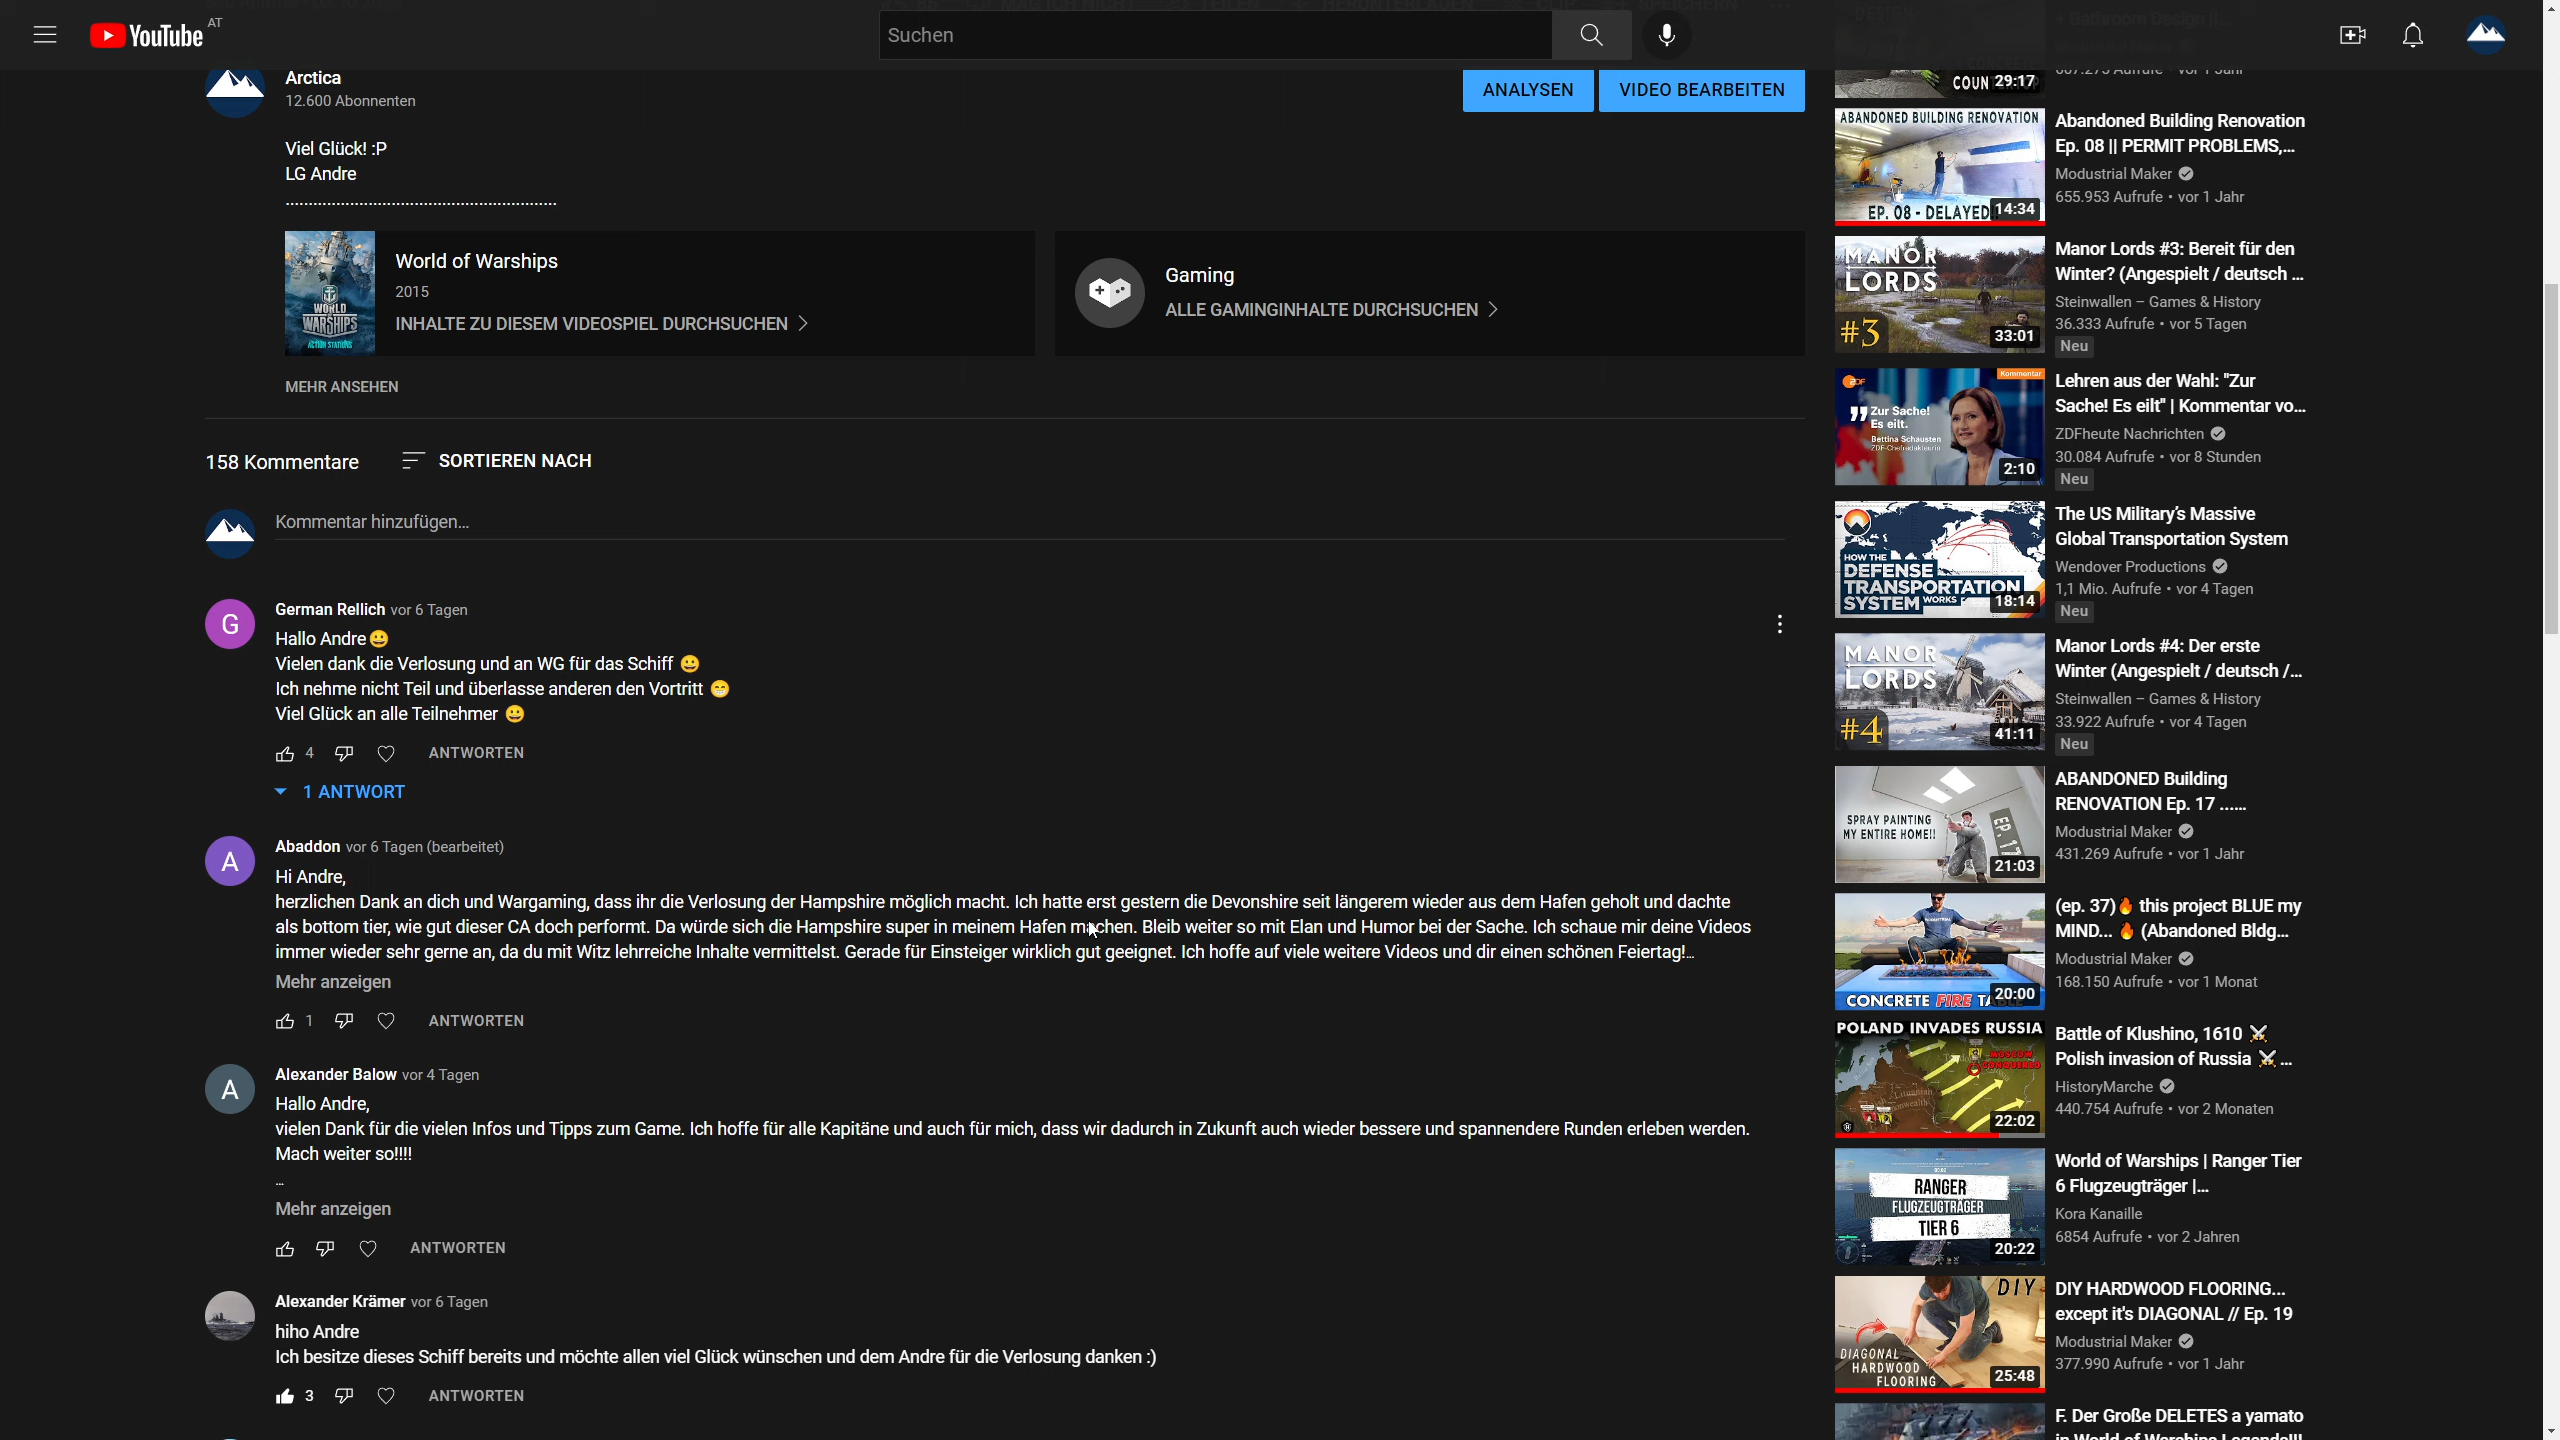 YouTube
AT
Suchen
Arctica
12.600 Abonnenten
ANALYSEN
VIDEO BEARBEITEN
Viel Glück! :P
LG Andre
...........................................................
WORLD OF WARSHIPS
ACTION STATIONS
World of Warships
2015
INHALTE ZU DIESEM VIDEOSPIEL DURCHSUCHEN
Gaming
ALLE GAMINGINHALTE DURCHSUCHEN
MEHR ANSEHEN
158 Kommentare
SORTIEREN NACH
Kommentar hinzufügen...
G
German Rellich vor 6 Tagen
Hallo Andre😀
Vielen dank die Verlosung und an WG für das Schiff 😀
Ich nehme nicht Teil und überlasse anderen den Vortritt 😁
Viel Glück an alle Teilnehmer 😀
4
ANTWORTEN
1 ANTWORT
A
Abaddon vor 6 Tagen (bearbeitet)
Hi Andre,
herzlichen Dank an dich und Wargaming, dass ihr die Verlosung der Hampshire möglich macht. Ich hatte erst gestern die Devonshire seit längerem wieder aus dem Hafen geholt und dachte
als bottom tier, wie gut dieser CA doch performt. Da würde sich die Hampshire super in meinem Hafen machen. Bleib weiter so mit Elan und Humor bei der Sache. Ich schaue mir deine Videos
immer wieder sehr gerne an, da du mit Witz lehrreiche Inhalte vermittelst. Gerade für Einsteiger wirklich gut geeignet. Ich hoffe auf viele weitere Videos und dir einen schönen Feiertag!...
Mehr anzeigen
1
ANTWORTEN
A
Alexander Balow vor 4 Tagen
Hallo Andre,
vielen Dank für die vielen Infos und Tipps zum Game. Ich hoffe für alle Kapitäne und auch für mich, dass wir dadurch in Zukunft auch wieder bessere und spannendere Runden erleben werden.
Mach weiter so!!!!
...
Mehr anzeigen
ANTWORTEN
Alexander Krämer vor 6 Tagen
hiho Andre
Ich besitze dieses Schiff bereits und möchte allen viel Glück wünschen und dem Andre für die Verlosung danken :)
3
ANTWORTEN
29:17
ABANDONED BUILDING RENOVATION
EP. 08 - DELAYED!
14:34
Abandoned Building Renovation
Ep. 08 || PERMIT PROBLEMS,...
Modustrial Maker
655.953 Aufrufe • vor 1 Jahr
MANOR
LORDS
#3
33:01
Manor Lords #3: Bereit für den
Winter? (Angespielt / deutsch ...
Steinwallen – Games & History
36.333 Aufrufe • vor 5 Tagen
Neu
ZDF
Kommentar
Zur Sache!
Es eilt.
Bettina Schausten
ZDF-Chefredakteurin
2:10
Lehren aus der Wahl: "Zur
Sache! Es eilt" | Kommentar vo...
ZDFheute Nachrichten
30.084 Aufrufe • vor 8 Stunden
Neu
HOW THE
DEFENSE
TRANSPORTATION
SYSTEM WORKS
18:14
The US Military's Massive
Global Transportation System
Wendover Productions
1,1 Mio. Aufrufe • vor 4 Tagen
Neu
MANOR
LORDS
#4
41:11
Manor Lords #4: Der erste
Winter (Angespielt / deutsch /...
Steinwallen – Games & History
33.922 Aufrufe • vor 4 Tagen
Neu
SPRAY PAINTING
MY ENTIRE HOME!!
EP. 17
21:03
ABANDONED Building
RENOVATION Ep. 17 ......
Modustrial Maker
431.269 Aufrufe • vor 1 Jahr
CONCRETE FIRE
20:00
(ep. 37)🔥 this project BLUE my
MIND... 🔥 (Abandoned Bldg...
Modustrial Maker
168.150 Aufrufe • vor 1 Monat
POLAND INVADES RUSSIA
MOSCOW
CONQUERED
22:02
Battle of Klushino, 1610 ⚔
Polish invasion of Russia ⚔ ...
HistoryMarche
440.754 Aufrufe • vor 2 Monaten
RANGER
FLUGZEUGTRÄGER
TIER 6
20:22
World of Warships | Ranger Tier
6 Flugzeugträger |...
Kora Kanaille
6854 Aufrufe • vor 2 Jahren
DIY
DIAGONAL
HARDWOOD
FLOORING
25:48
DIY HARDWOOD FLOORING...
except it's DIAGONAL // Ep. 19
Modustrial Maker
377.990 Aufrufe • vor 1 Jahr
F. Der Große DELETES a yamato